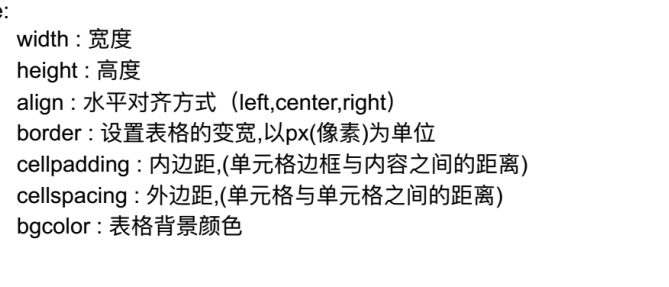 e:
width : 宽度
height : 高度
align : 水平对齐方式（left,center,right）
border : 设置表格的变宽,以px(像素)为单位
cellpadding : 内边距,(单元格边框与内容之间的距离)
cellspacing : 外边距,(单元格与单元格之间的距离)
bgcolor : 表格背景颜色